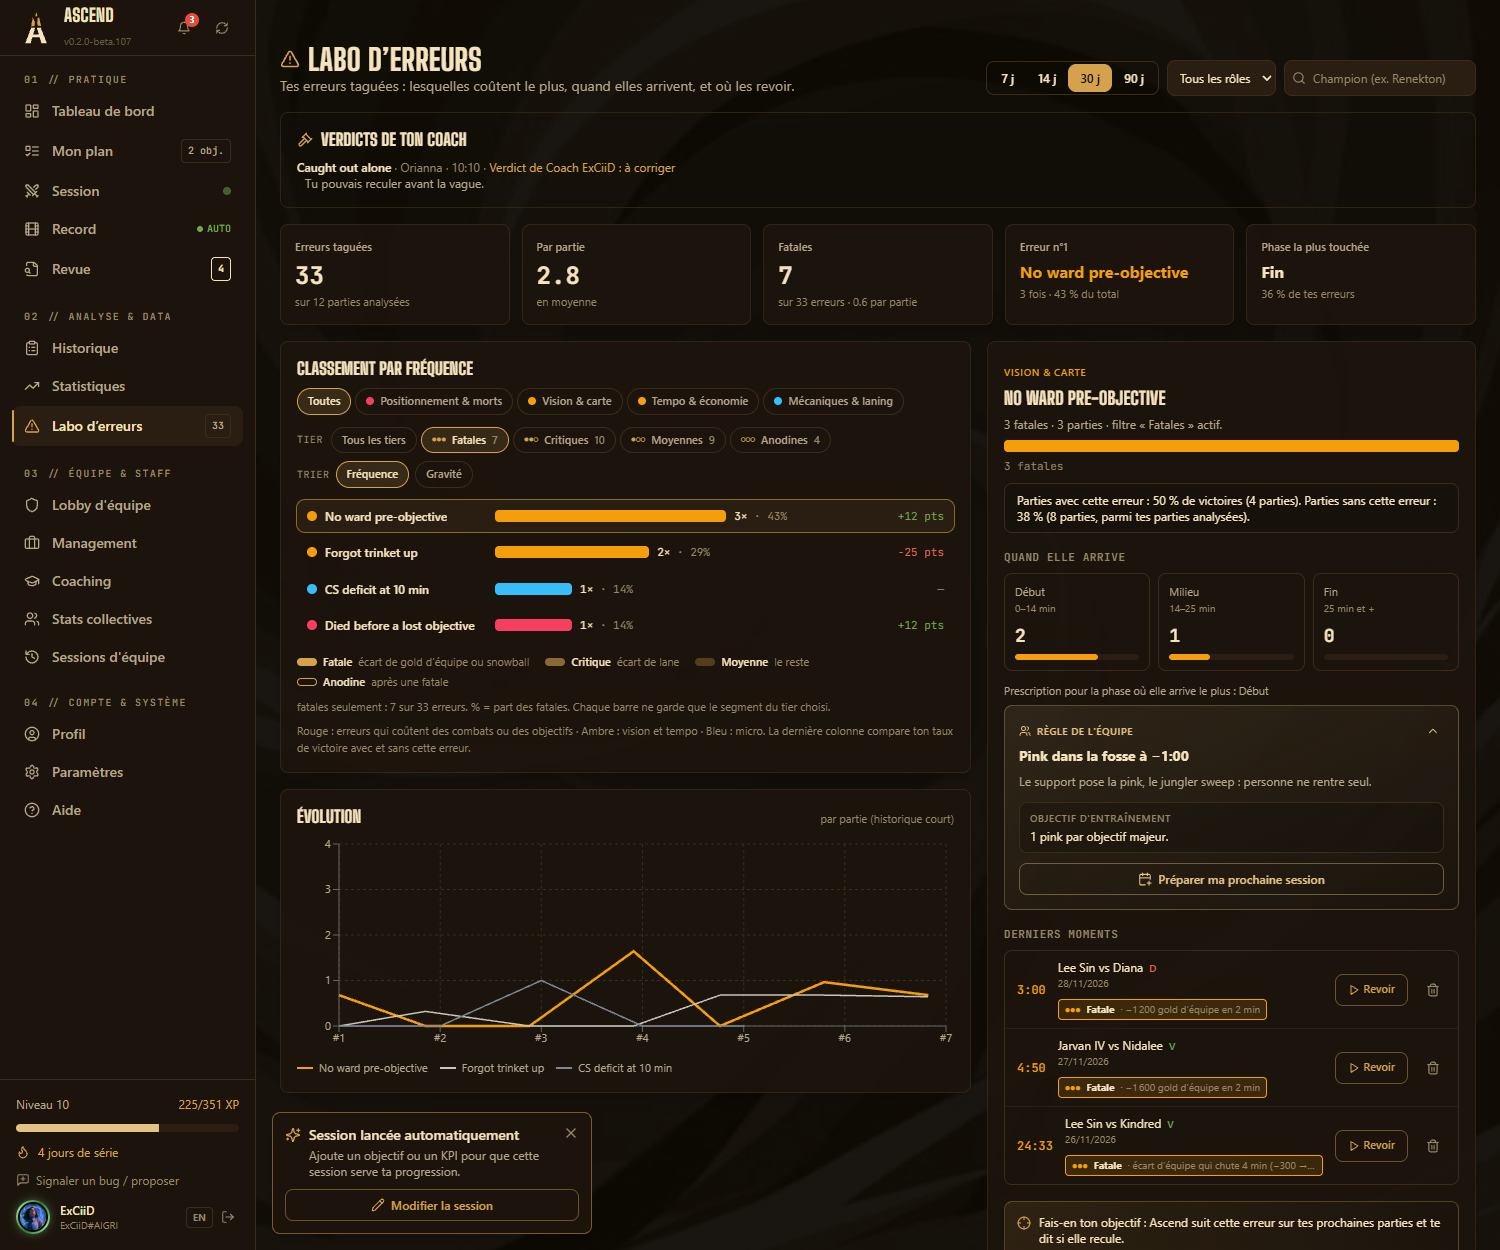 ASCEND
v0.2.0-beta.107
3
01 // PRATIQUE
Tableau de bord
Mon plan
2 obj.
Session
Record
AUTO
Revue
4
02 // ANALYSE & DATA
Historique
Statistiques
Labo d'erreurs
33
03 // ÉQUIPE & STAFF
Lobby d'équipe
Management
Coaching
Stats collectives
Sessions d'équipe
04 // COMPTE & SYSTÈME
Profil
Paramètres
Aide
Niveau 10
225/351 XP
4 jours de série
Signaler un bug / proposer
ExCiiD
ExCiiD#AIGRI
EN
LABO D'ERREURS
Tes erreurs taguées : lesquelles coûtent le plus, quand elles arrivent, et où les revoir.
7 j
14 j
30 j
90 j
Tous les rôles
Champion (ex. Renekton)
VERDICTS DE TON COACH
Caught out alone · Orianna · 10:10 · Verdict de Coach ExCiiD : à corriger
Tu pouvais reculer avant la vague.
Erreurs taguées
33
sur 12 parties analysées
Par partie
2.8
en moyenne
Fatales
7
sur 33 erreurs · 0.6 par partie
Erreur n°1
No ward pre-objective
3 fois · 43 % du total
Phase la plus touchée
Fin
36 % de tes erreurs
CLASSEMENT PAR FRÉQUENCE
Toutes
Positionnement & morts
Vision & carte
Tempo & économie
Mécaniques & laning
TIER
Tous les tiers
Fatales 7
Critiques 10
Moyennes 9
Anodines 4
TRIER
Fréquence
Gravité
No ward pre-objective 3× · 43% +12 pts
Forgot trinket up 2× · 29% -25 pts
CS deficit at 10 min 1× · 14% —
Died before a lost objective 1× · 14% +12 pts
Fatale écart de gold d'équipe ou snowball
Critique écart de lane
Moyenne le reste
Anodine après une fatale
fatales seulement : 7 sur 33 erreurs. % = part des fatales. Chaque barre ne garde que le segment du tier choisi.
Rouge : erreurs qui coûtent des combats ou des objectifs · Ambre : vision et tempo · Bleu : micro. La dernière colonne compare ton taux
de victoire avec et sans cette erreur.
ÉVOLUTION
par partie (historique court)
4
3
2
1
0
#1 #2 #3 #4 #5 #6 #7
No ward pre-objective
Forgot trinket up
CS deficit at 10 min
Session lancée automatiquement
Ajoute un objectif ou un KPI pour que cette
session serve ta progression.
Modifier la session
VISION & CARTE
NO WARD PRE-OBJECTIVE
3 fatales · 3 parties · filtre « Fatales » actif.
3 fatales
Parties avec cette erreur : 50 % de victoires (4 parties). Parties sans cette erreur :
38 % (8 parties, parmi tes parties analysées).
QUAND ELLE ARRIVE
Début
0–14 min
2
Milieu
14–25 min
1
Fin
25 min et +
0
Prescription pour la phase où elle arrive le plus : Début
RÈGLE DE L'ÉQUIPE
Pink dans la fosse à −1:00
Le support pose la pink, le jungler sweep : personne ne rentre seul.
OBJECTIF D'ENTRAÎNEMENT
1 pink par objectif majeur.
Préparer ma prochaine session
DERNIERS MOMENTS
3:00
Lee Sin vs Diana D
28/11/2026
Fatale · −1 200 gold d'équipe en 2 min
Revoir
4:50
Jarvan IV vs Nidalee V
27/11/2026
Fatale · −1 600 gold d'équipe en 2 min
Revoir
24:33
Lee Sin vs Kindred V
26/11/2026
Fatale · écart d'équipe qui chute 4 min (−300 →…
Revoir
Fais-en ton objectif : Ascend suit cette erreur sur tes prochaines parties et te
dit si elle recule.